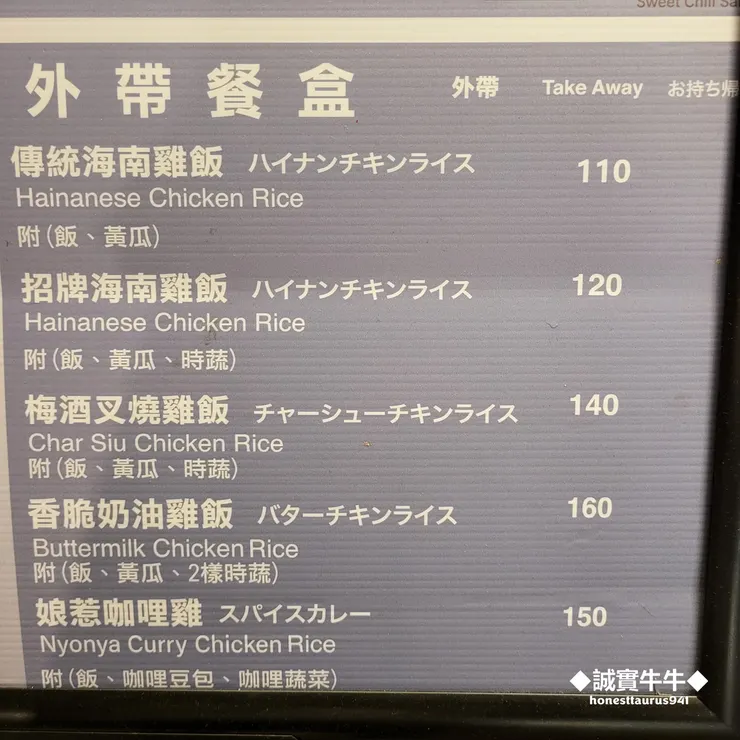 Sweet Chili Sa
外帶餐盒 外帶 Take Away お持ち帰
傳統海南雞飯 ハイナンチキンライス 110
Hainanese Chicken Rice
附(飯、黃瓜)
招牌海南雞飯 ハイナンチキンライス 120
Hainanese Chicken Rice
附(飯、黃瓜、時蔬)
梅酒叉燒雞飯 チャーシューチキンライス 140
Char Siu Chicken Rice
附(飯、黃瓜、時蔬)
香脆奶油雞飯 バターチキンライス 160
Buttermilk Chicken Rice
附(飯、黃瓜、2樣時蔬)
娘惹咖哩雞 スパイスカレー 150
Nyonya Curry Chicken Rice
附(飯、咖哩豆包、咖哩蔬菜)
◆誠實牛牛◆
honesttaurus941